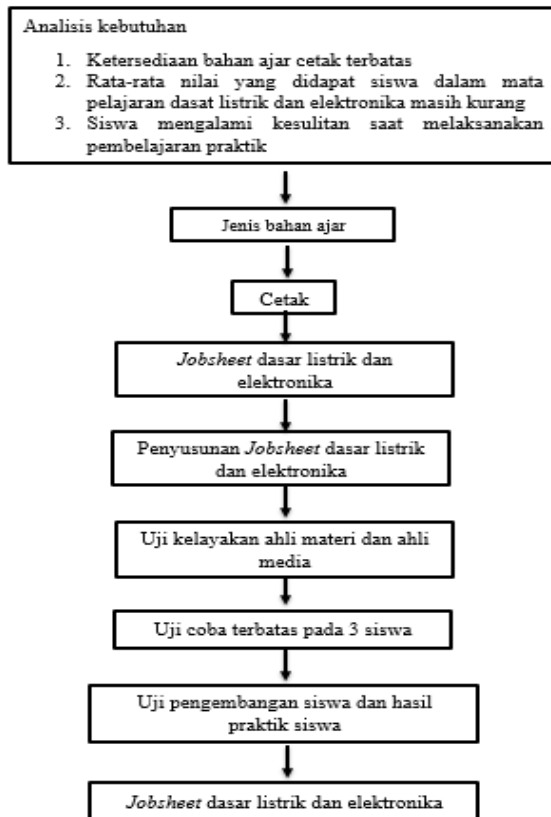 Analisis kebutuhan
1. Ketersediaan bahan ajar cetak terbatas
2. Rata-rata nilai yang didapat siswa dalam mata
pelajaran dasat listrik dan elektronika masih kurang
3. Siswa mengalami kesulitan saat melaksanakan
pembelajaran praktik
Jenis bahan ajar
Cetak
Jobsheet dasar listrik dan
elektronika
Penyusunan Jobsheet dasar listrik
dan elektronika
Uji kelayakan ahli materi dan ahli
media
Uji coba terbatas pada 3 siswa
Uji pengembangan siswa dan hasil
praktik siswa
Jobsheet dasar listrik dan elektronika